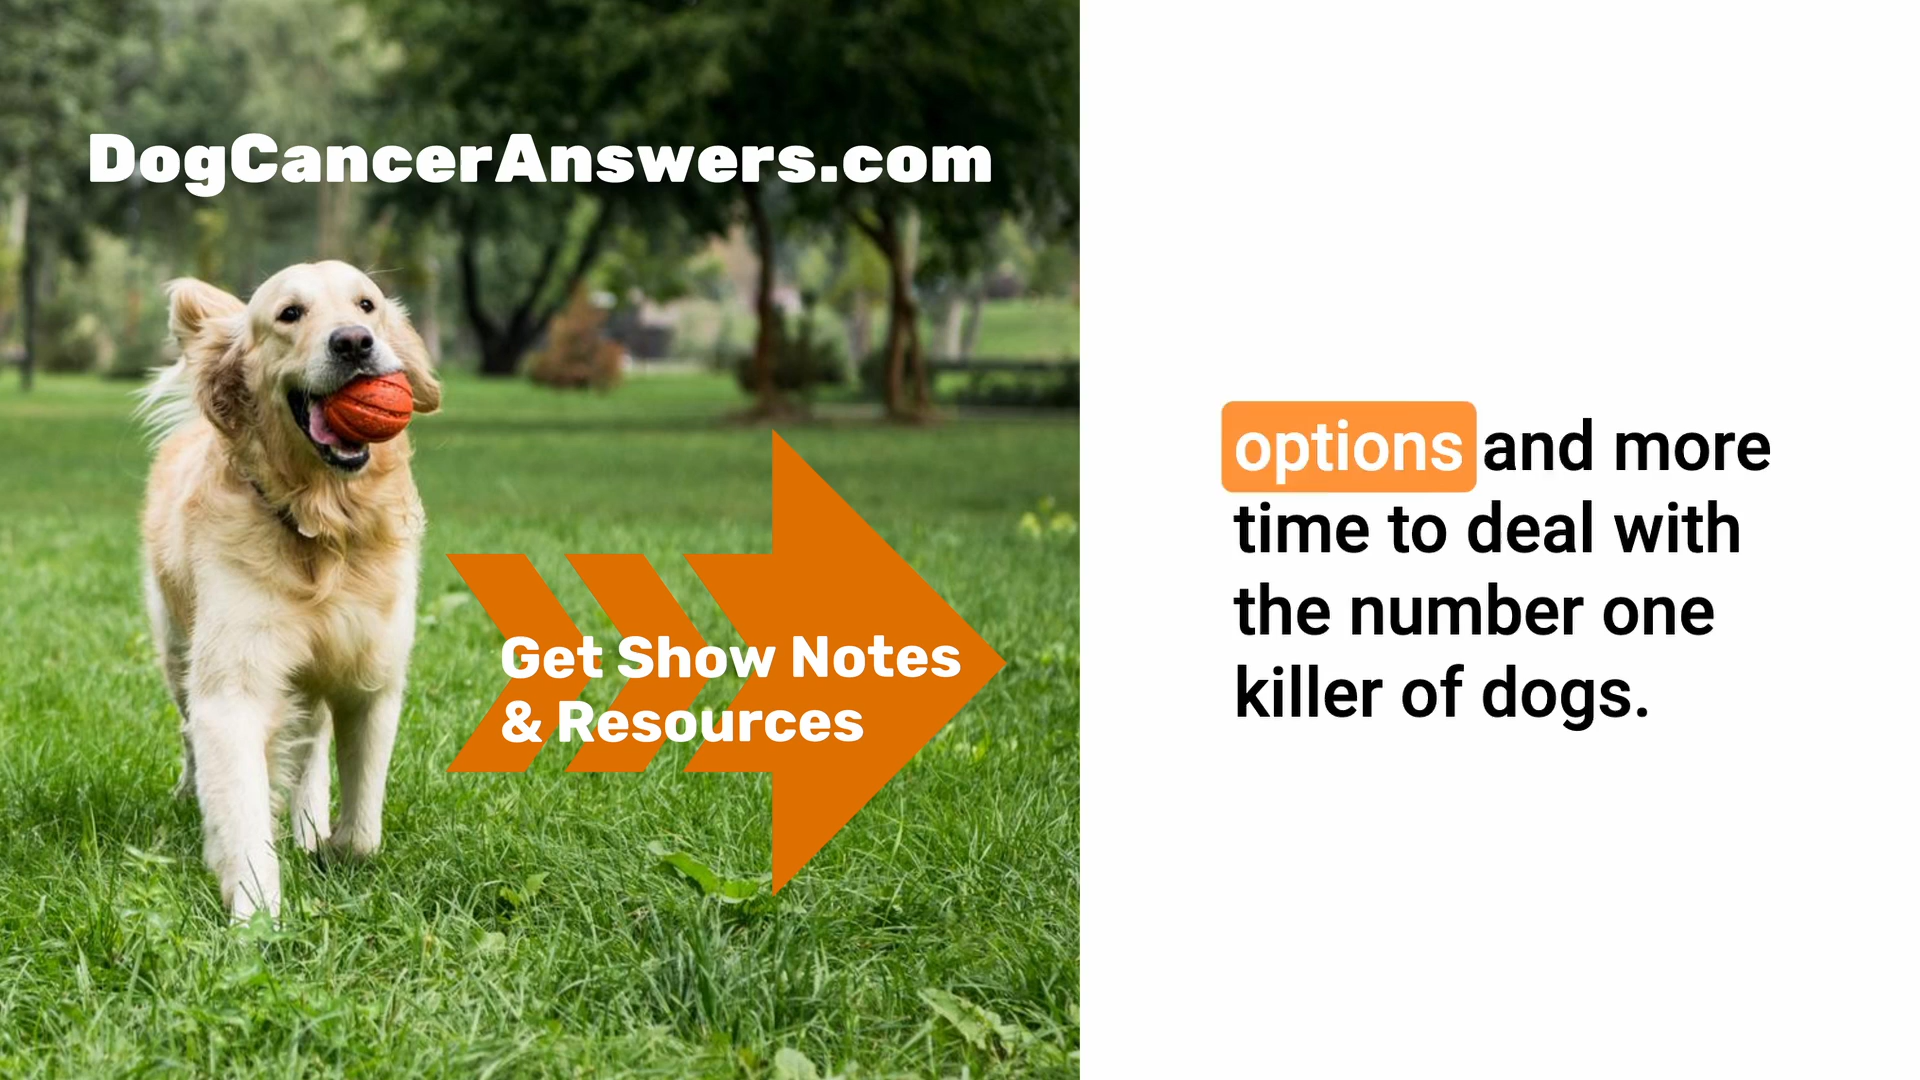 DogCancerAnswers.com
Get Show Notes
& Resources
options and more
time to deal with
the number one
killer of dogs.